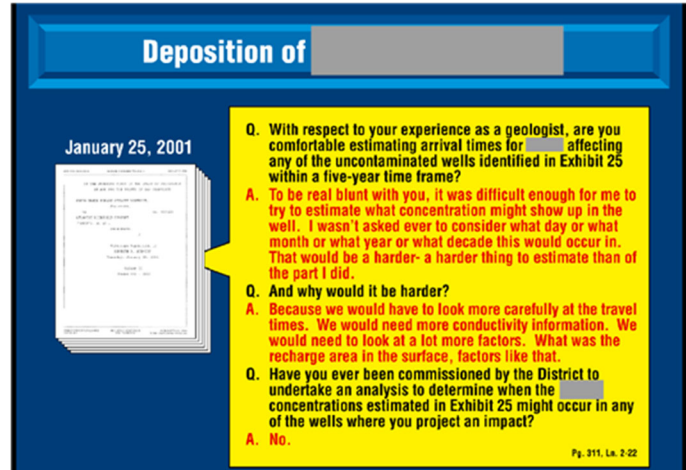 Deposition of
January 25, 2001
Q. With respect to your experience as a geologist, are you
comfortable estimating arrival times for affecting
any of the uncontaminated wells identified in Exhibit 25
within a five-year time frame?
A. To be real blunt with you, it was difficult enough for me to
try to estimate what concentration might show up in the
well. I wasn't asked ever to consider what day or what
month or what year or what decade this would occur in.
That would be a harder- a harder thing to estimate than of
the part I did.
Q. And why would it be harder?
A. Because we would have to look more carefully at the travel
times. We would need more conductivity information. We
would need to look at a lot more factors. What was the
recharge area in the surface, factors like that.
Q. Have you ever been commissioned by the District to
undertake an analysis to determine when the
concentrations estimated in Exhibit 25 might occur in any
of the wells where you project an impact?
A. No.
Pg. 311, Ln. 2-22